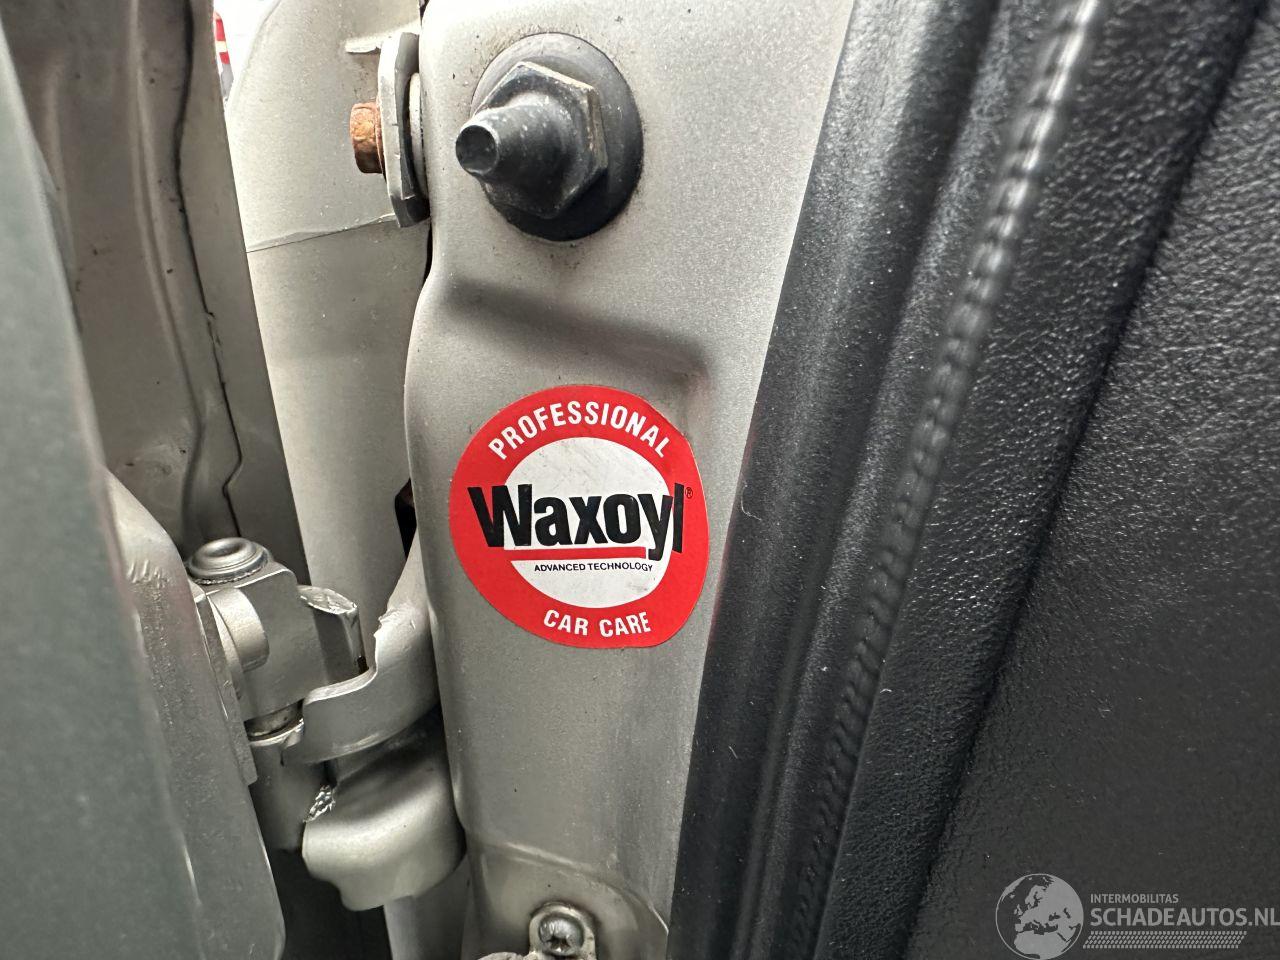 PROFESSIONAL
Waxoyl®
ADVANCED TECHNOLOGY
CAR CARE
INTERMOBILITAS
SCHADEAUTOS.NL